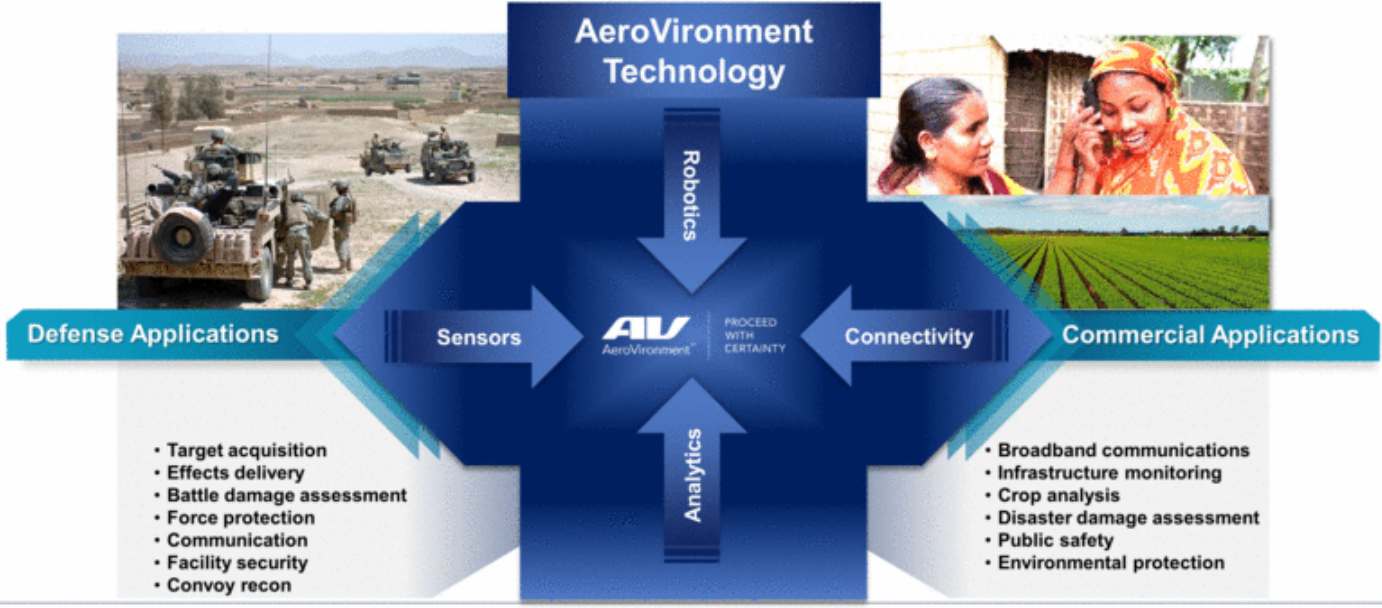 AeroVironment
Technology
Robotics
Defense Applications
Sensors
AV
AeroVironment
PROCEED
WITH
CERTAINTY
Connectivity
Commercial Applications
Analytics
• Target acquisition
• Effects delivery
• Battle damage assessment
• Force protection
• Communication
• Facility security
• Convoy recon
• Broadband communications
• Infrastructure monitoring
• Crop analysis
• Disaster damage assessment
• Public safety
• Environmental protection